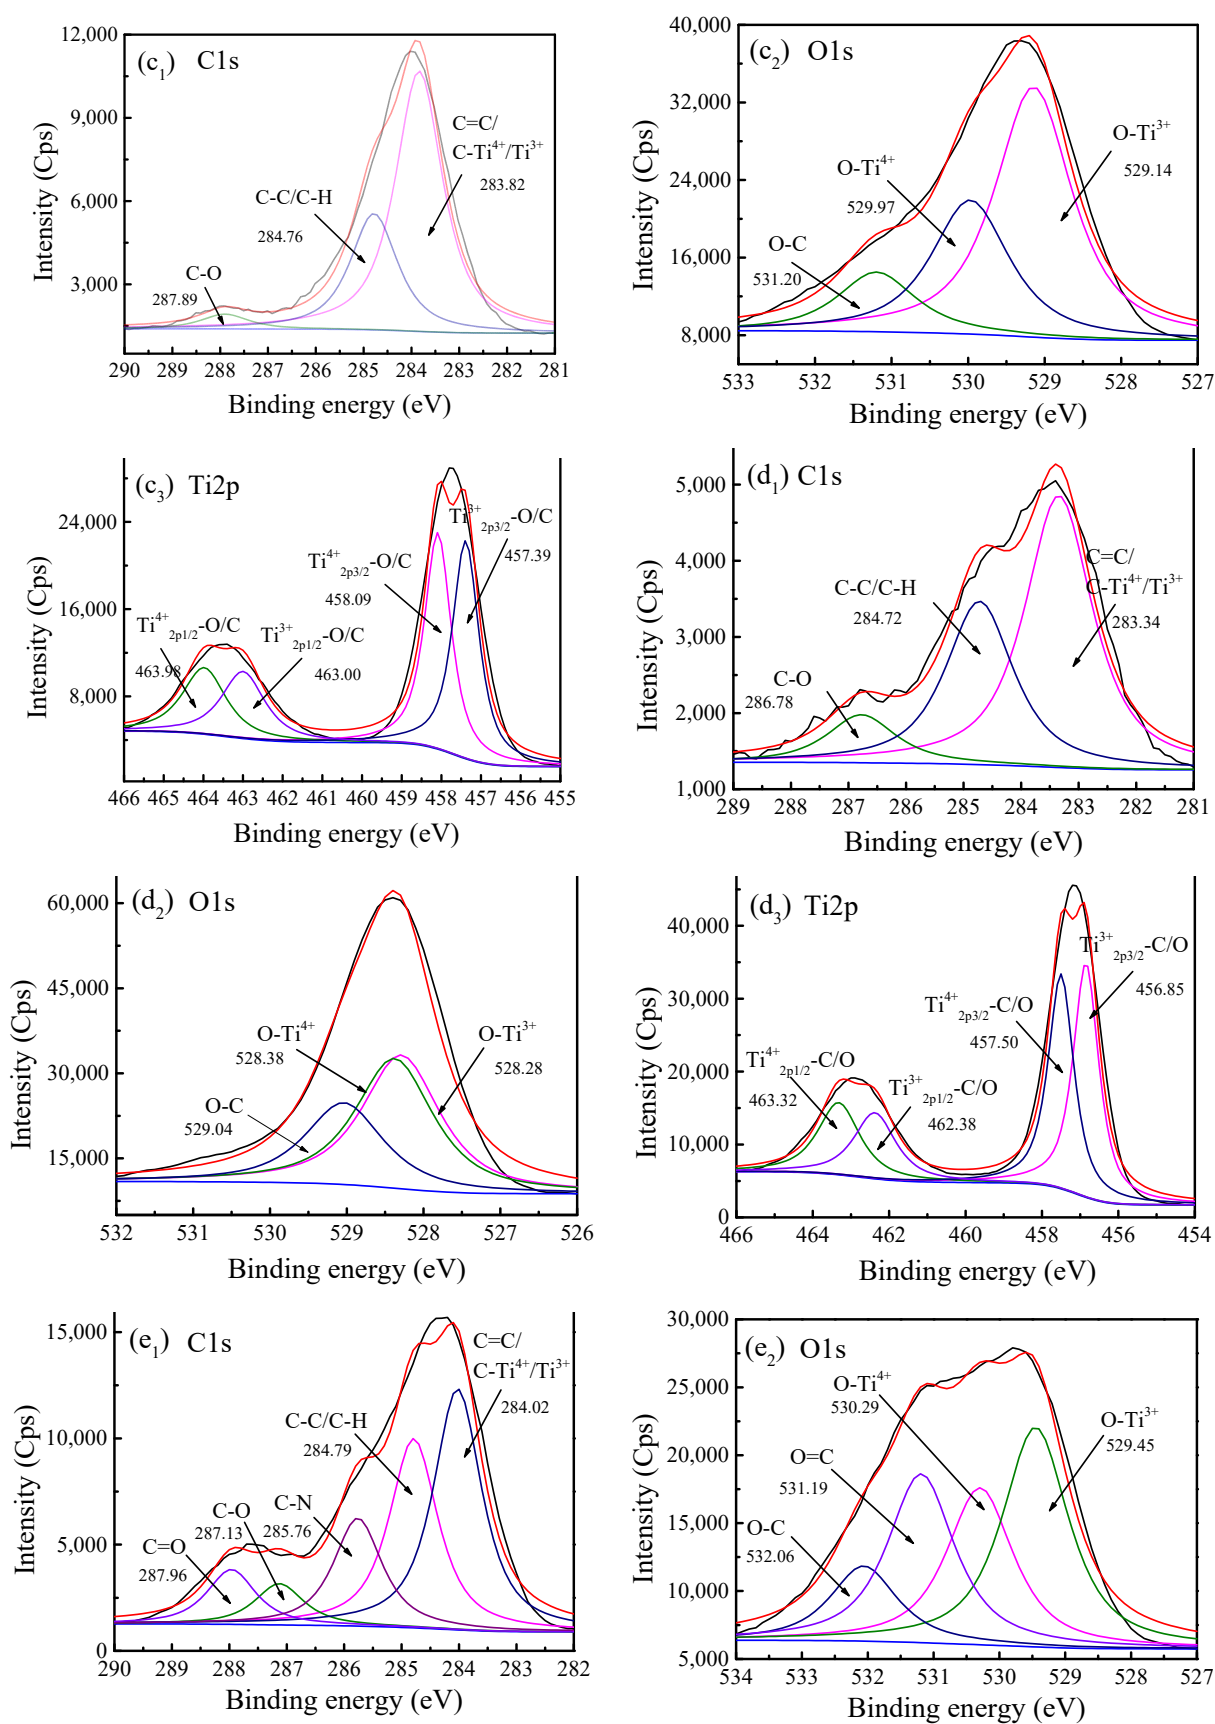 (c₁) C1s
12,000
9,000
6,000
3,000
C=C/
C-Ti⁴⁺/Ti³⁺
283.82
C-C/C-H
284.76
C-O
287.89
290 289 288 287 286 285 284 283 282 281
Binding energy (eV)
Intensity (Cps)
(c₂) O1s
40,000
32,000
24,000
16,000
8,000
O-Ti³⁺
529.14
O-Ti⁴⁺
529.97
O-C
531.20
533 532 531 530 529 528 527
Binding energy (eV)
Intensity (Cps)
(c₃) Ti2p
24,000
16,000
8,000
Ti³⁺2p3/2-O/C
457.39
Ti⁴⁺2p3/2-O/C
458.09
Ti⁴⁺2p1/2-O/C
463.98
Ti³⁺2p1/2-O/C
463.00
466 465 464 463 462 461 460 459 458 457 456 455
Binding energy (eV)
Intensity (Cps)
(d₁) C1s
5,000
4,000
3,000
2,000
1,000
C=C/
C-Ti⁴⁺/Ti³⁺
283.34
C-C/C-H
284.72
C-O
286.78
289 288 287 286 285 284 283 282 281
Binding energy (eV)
Intensity (Cps)
(d₂) O1s
60,000
45,000
30,000
15,000
O-Ti⁴⁺
528.38
O-Ti³⁺
528.28
O-C
529.04
532 531 530 529 528 527 526
Binding energy (eV)
Intensity (Cps)
(d₃) Ti2p
40,000
30,000
20,000
10,000
0
Ti³⁺2p3/2-C/O
456.85
Ti⁴⁺2p3/2-C/O
457.50
Ti⁴⁺2p1/2-C/O
463.32
Ti³⁺2p1/2-C/O
462.38
466 464 462 460 458 456 454
Binding energy (eV)
Intensity (Cps)
(e₁) C1s
15,000
10,000
5,000
0
C=C/
C-Ti⁴⁺/Ti³⁺
284.02
C-C/C-H
284.79
C-N
285.76
C-O
287.13
C=O
287.96
290 289 288 287 286 285 284 283 282
Binding energy (eV)
Intensity (Cps)
(e₂) O1s
30,000
25,000
20,000
15,000
10,000
5,000
O-Ti⁴⁺
530.29
O-Ti³⁺
529.45
O=C
531.19
O-C
532.06
534 533 532 531 530 529 528 527
Binding energy (eV)
Intensity (Cps)